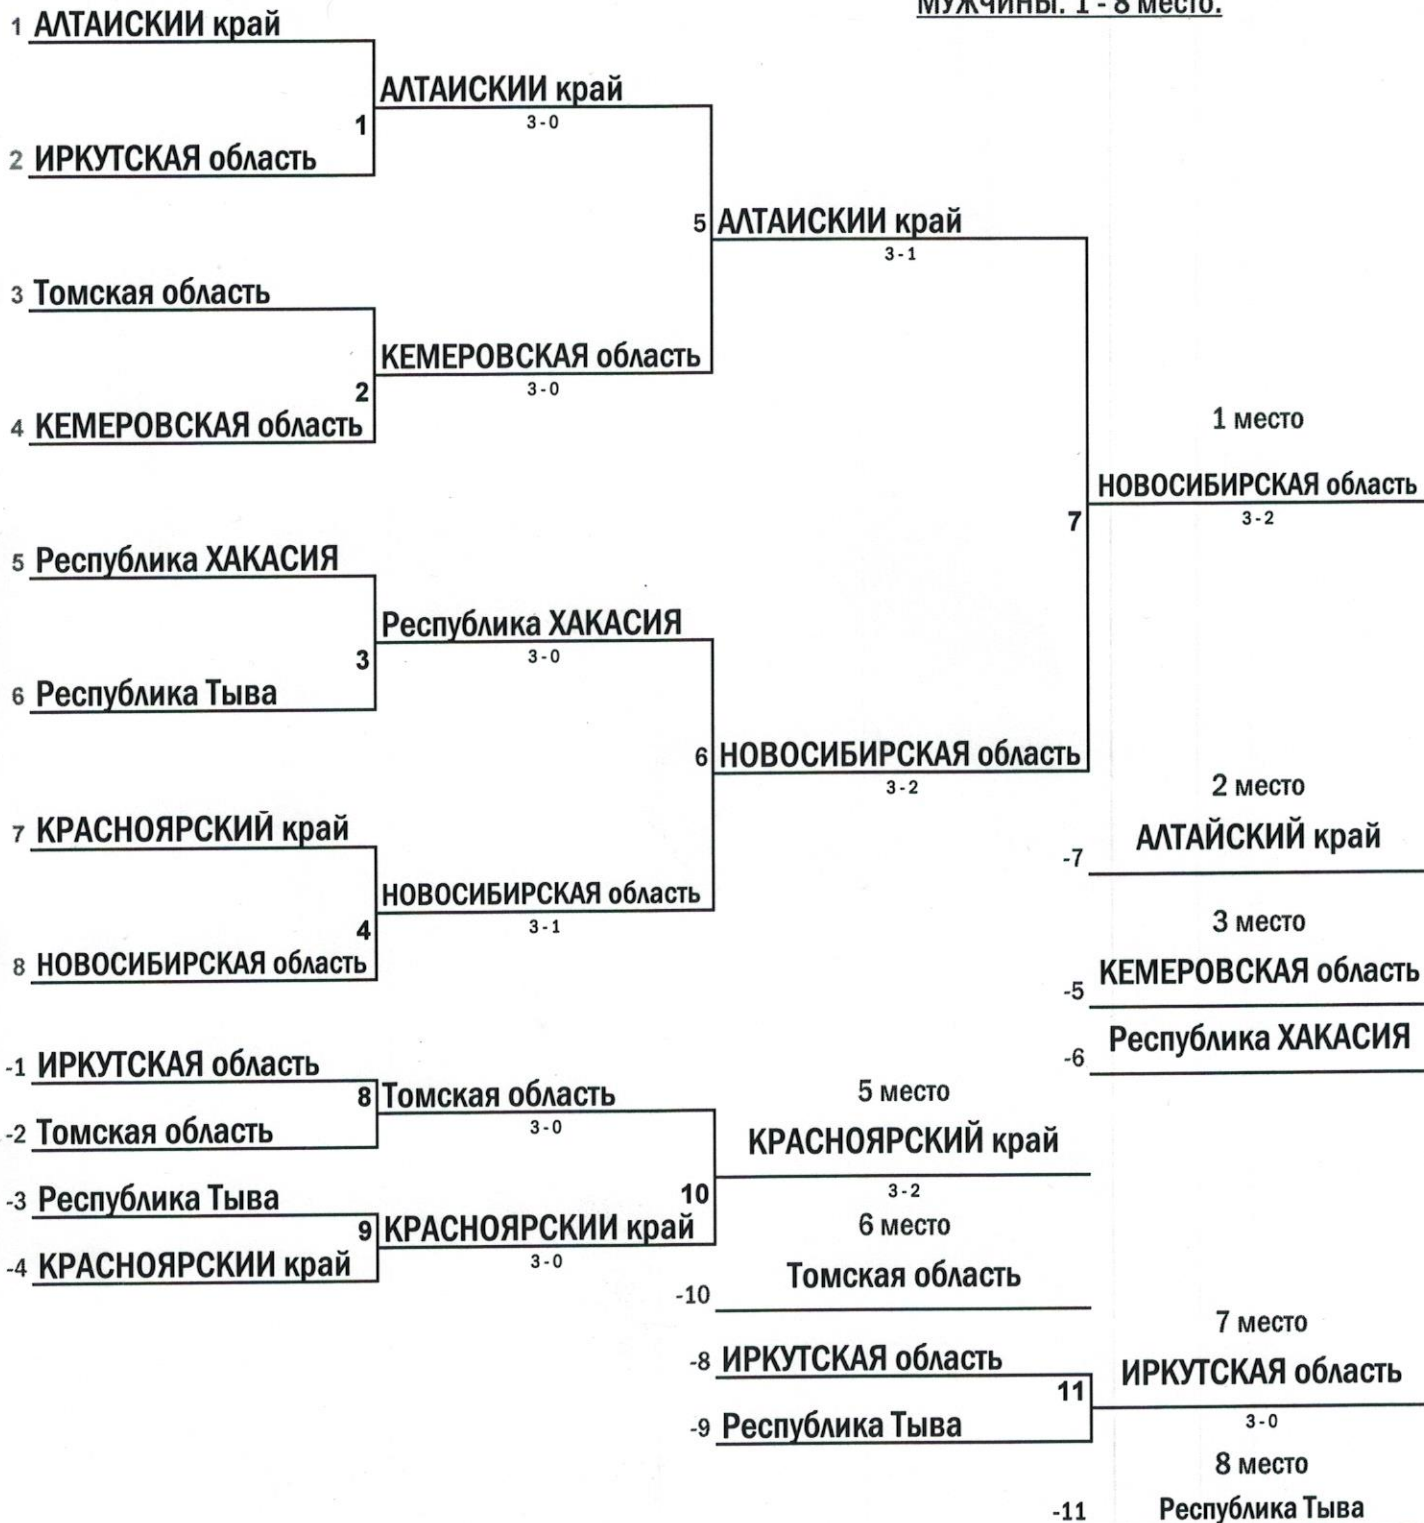 МУЖЧИНЫ. 1 - 8 место.
1 АЛТАЙСКИЙ край
АЛТАЙСКИЙ край
1
3 - 0
2 ИРКУТСКАЯ область
5 АЛТАЙСКИЙ край
3 - 1
3 Томская область
КЕМЕРОВСКАЯ область
2
3 - 0
4 КЕМЕРОВСКАЯ область
1 место
НОВОСИБИРСКАЯ область
7
3 - 2
5 Республика ХАКАСИЯ
Республика ХАКАСИЯ
3
3 - 0
6 Республика Тыва
6 НОВОСИБИРСКАЯ область
3 - 2
2 место
7 КРАСНОЯРСКИЙ край
-7 АЛТАЙСКИЙ край
НОВОСИБИРСКАЯ область
4
3 - 1
3 место
8 НОВОСИБИРСКАЯ область
-5 КЕМЕРОВСКАЯ область
-6 Республика ХАКАСИЯ
-1 ИРКУТСКАЯ область
8 Томская область
3 - 0
-2 Томская область
5 место
КРАСНОЯРСКИЙ край
10
3 - 2
-3 Республика Тыва
9 КРАСНОЯРСКИЙ край
3 - 0
-4 КРАСНОЯРСКИЙ край
6 место
-10 Томская область
7 место
-8 ИРКУТСКАЯ область
11 ИРКУТСКАЯ область
3 - 0
-9 Республика Тыва
8 место
-11 Республика Тыва